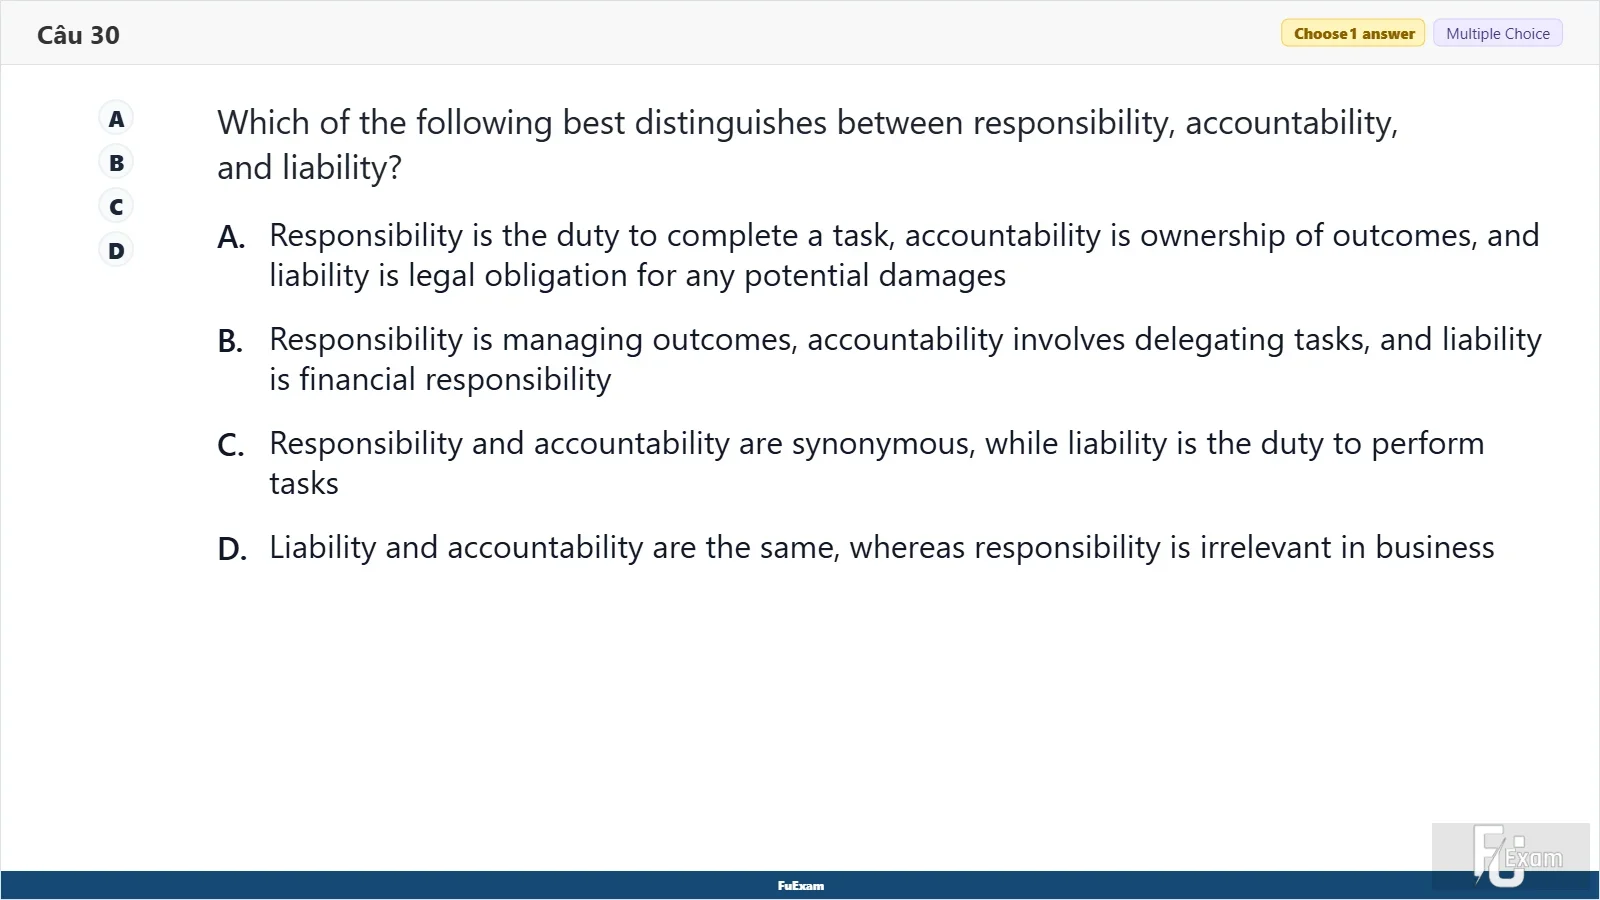 Câu 30
Choose 1 answer
Multiple Choice
A
B
C
D
Which of the following best distinguishes between responsibility, accountability,
and liability?
A. Responsibility is the duty to complete a task, accountability is ownership of outcomes, and
liability is legal obligation for any potential damages
B. Responsibility is managing outcomes, accountability involves delegating tasks, and liability
is financial responsibility
C. Responsibility and accountability are synonymous, while liability is the duty to perform
tasks
D. Liability and accountability are the same, whereas responsibility is irrelevant in business
FU Exam
FuExam